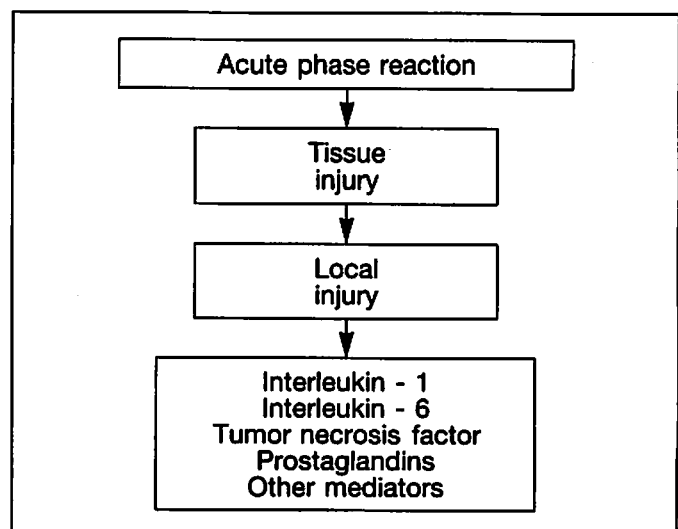 Acute phase reaction
Tissue
injury
Local
injury
Interleukin - 1
Interleukin - 6
Tumor necrosis factor
Prostaglandins
Other mediators